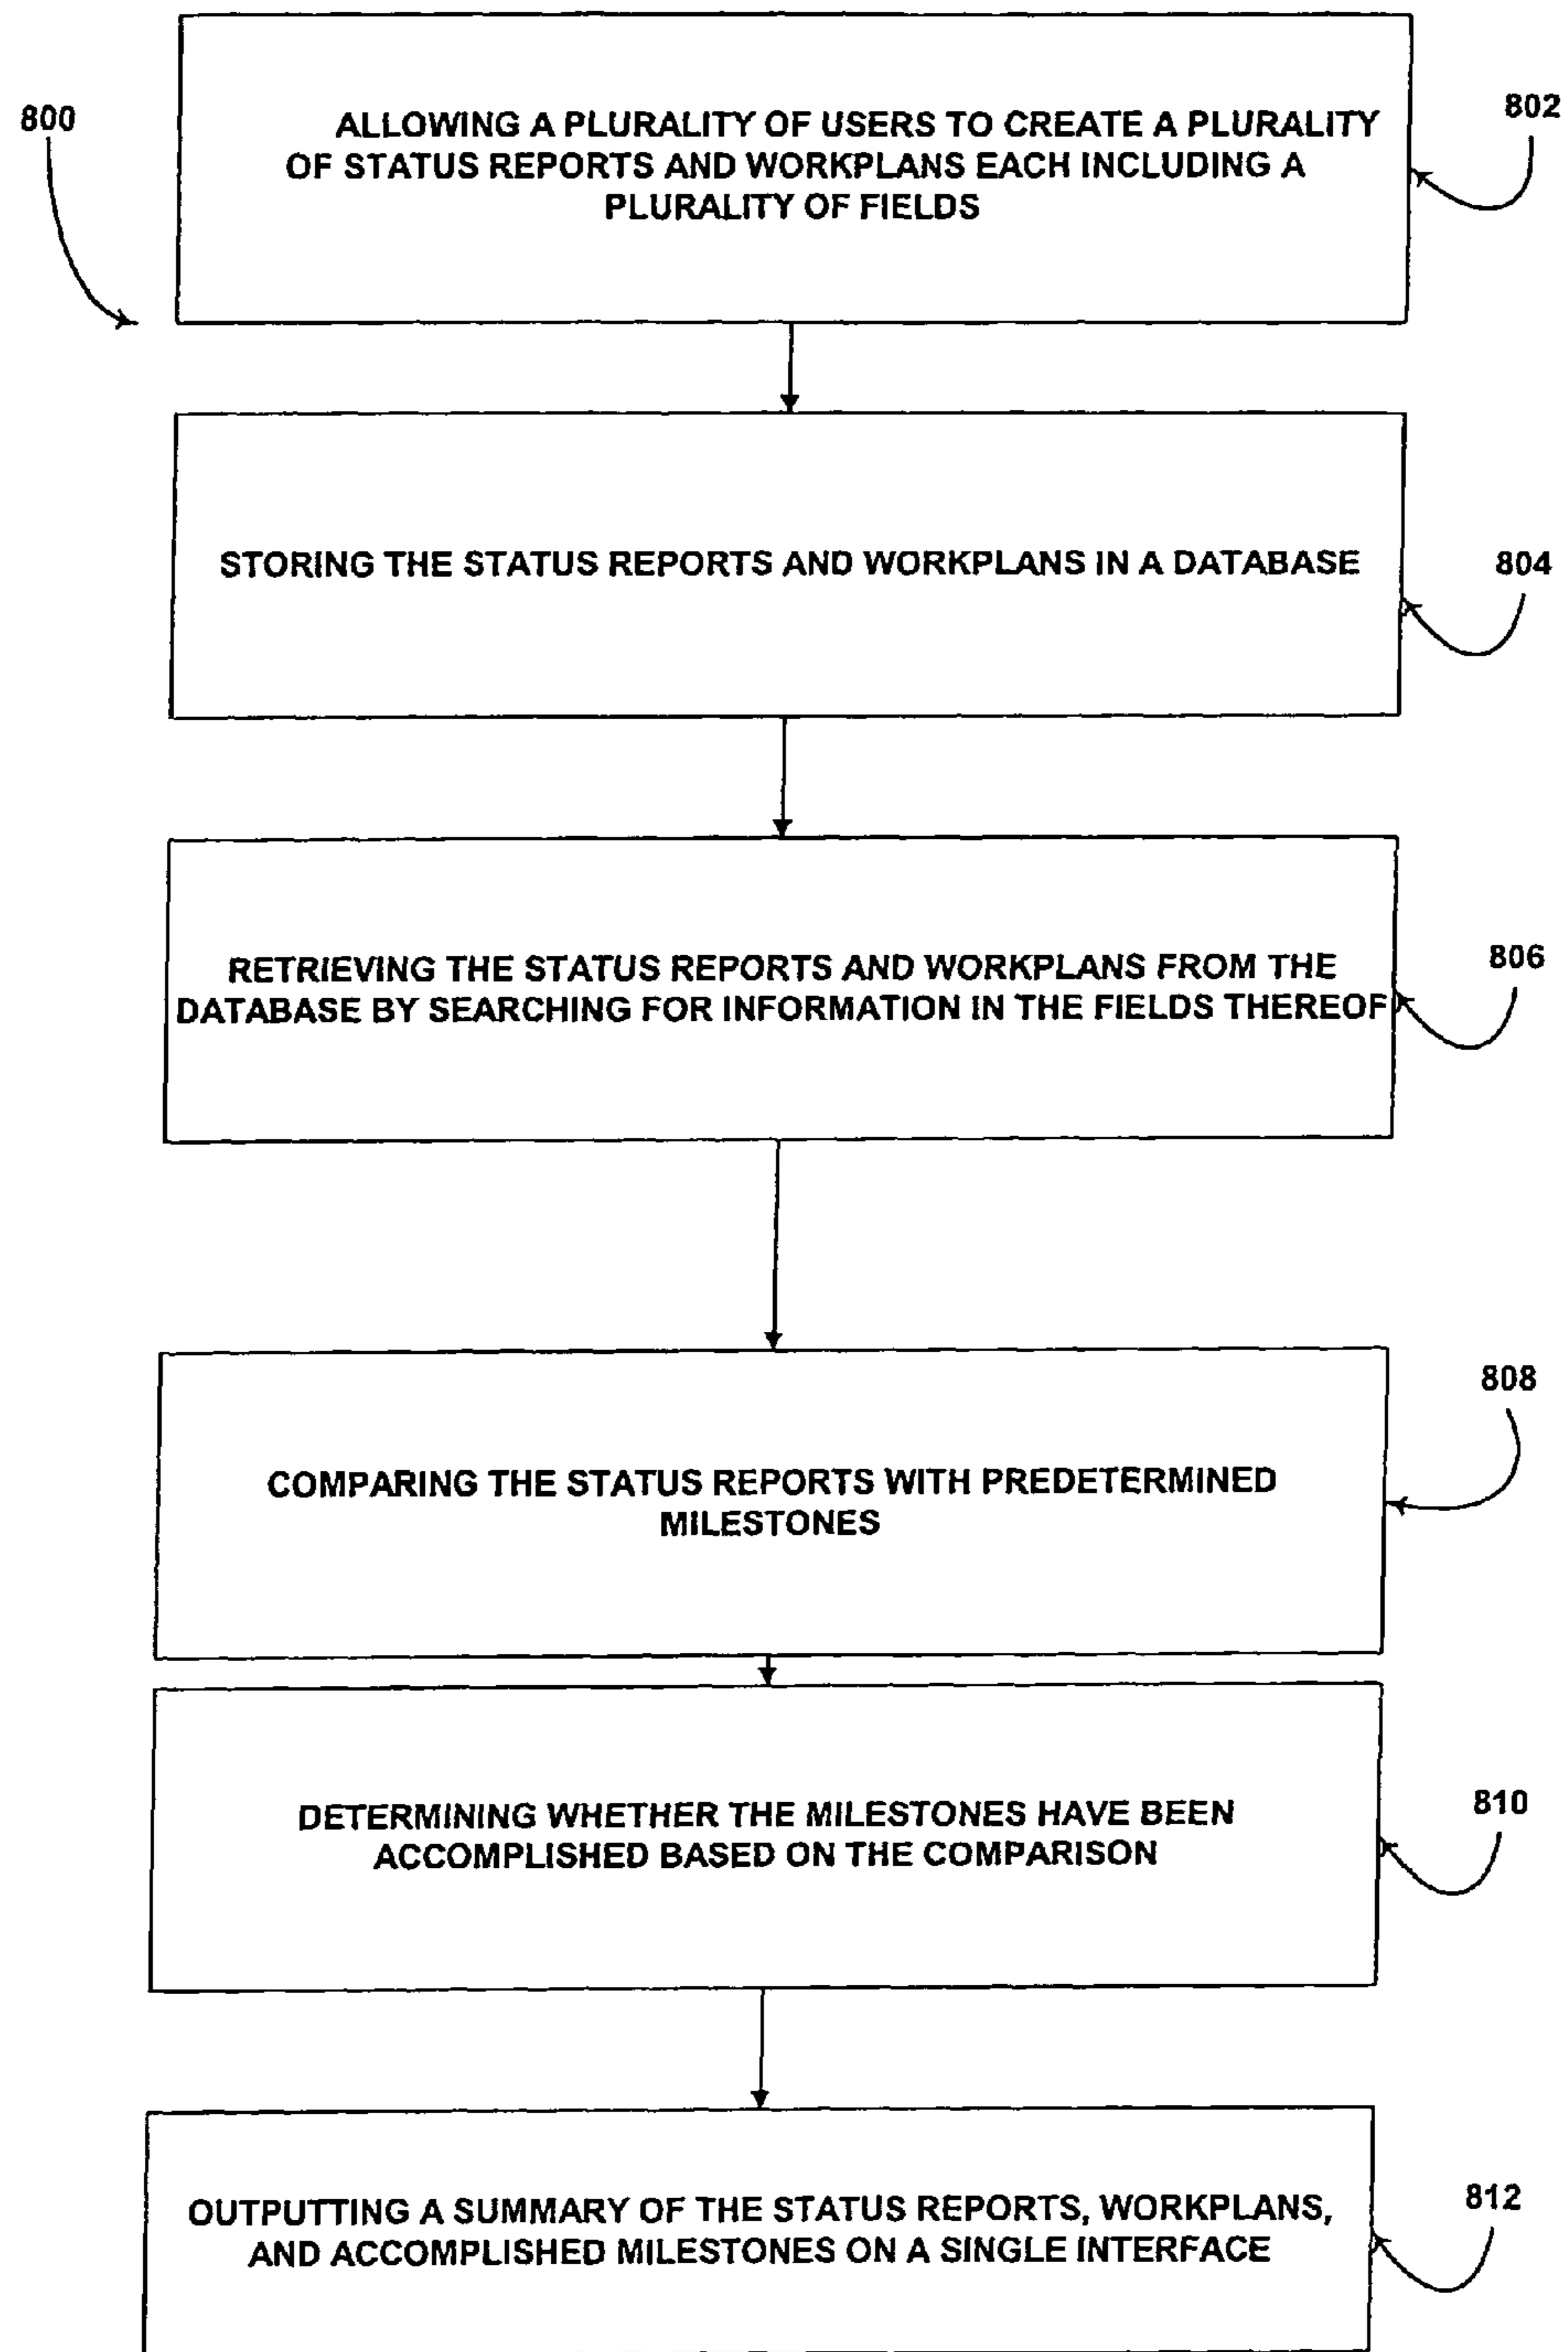 800
802
ALLOWING A PLURALITY OF USERS TO CREATE A PLURALITY
OF STATUS REPORTS AND WORKPLANS EACH INCLUDING A
PLURALITY OF FIELDS
STORING THE STATUS REPORTS AND WORKPLANS IN A DATABASE
804
806
RETRIEVING THE STATUS REPORTS AND WORKPLANS FROM THE
DATABASE BY SEARCHING FOR INFORMATION IN THE FIELDS THEREOF
808
COMPARING THE STATUS REPORTS WITH PREDETERMINED
MILESTONES
810
DETERMINING WHETHER THE MILESTONES HAVE BEEN
ACCOMPLISHED BASED ON THE COMPARISON
812
OUTPUTTING A SUMMARY OF THE STATUS REPORTS, WORKPLANS,
AND ACCOMPLISHED MILESTONES ON A SINGLE INTERFACE